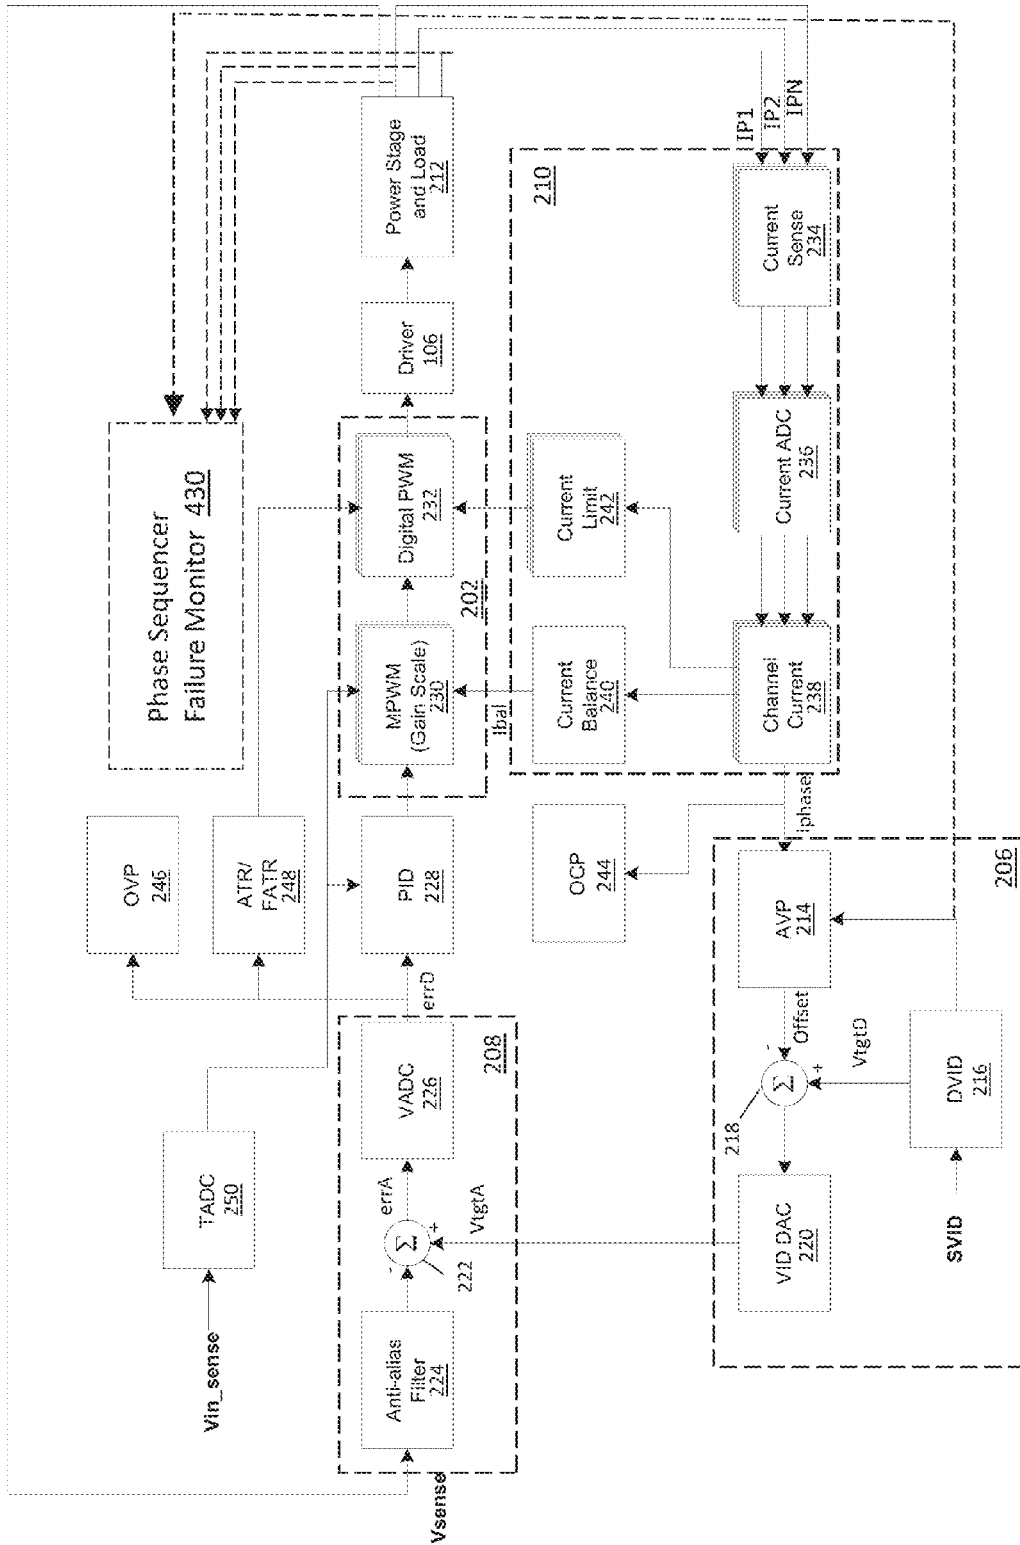 Phase Sequencer
Failure Monitor 430
OVP
246
ATR/
FATR
248
TADC
250
Vin_sense
Power Stage
and Load
212
Driver
106
Digital PWM
232
MPWM
(Gain Scale)
230
202
PID
228
errD
VADC
226
208
errA
Σ
-
+
222
VtgtA
Anti-alias
Filter
224
Vsense
210
Current
Limit
242
Current
Balance
240
Ibal
IP1
IP2
IPN
Current
Sense
234
Current ADC
236
Channel
Current
238
Iphase
OCP
244
206
AVP
214
Offset
Σ
-
+
218
VtgtD
DVID
216
VID DAC
220
SVID